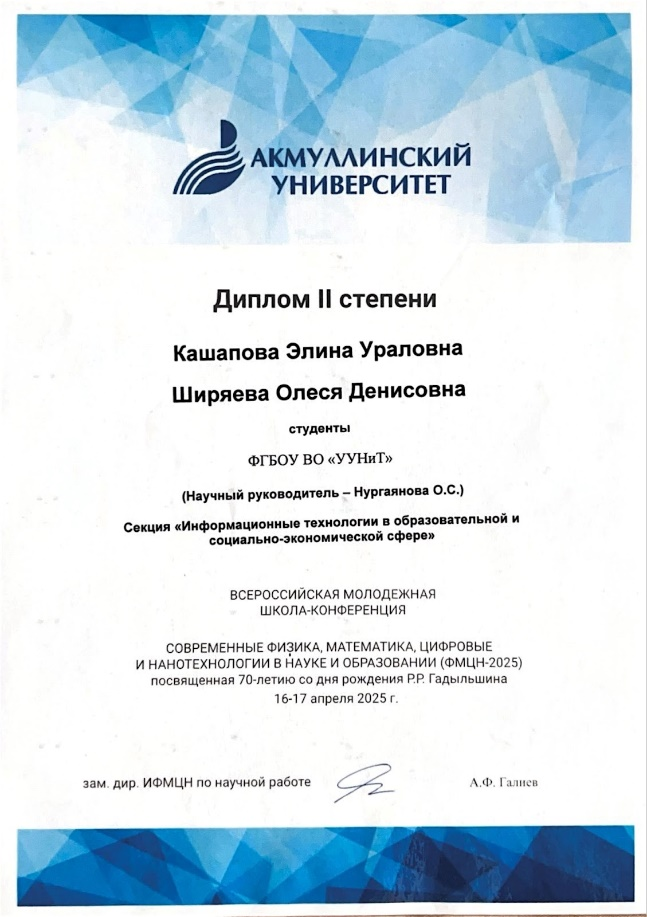 АКМУЛЛИНСКИЙ
УНИВЕРСИТЕТ
Диплом II степени
Кашапова Элина Ураловна
Ширяева Олеся Денисовна
студенты
ФГБОУ ВО «УУНиТ»
(Научный руководитель – Нургаянова О.С.)
Секция «Информационные технологии в образовательной и
социально-экономической сфере»
ВСЕРОССИЙСКАЯ МОЛОДЕЖНАЯ
ШКОЛА-КОНФЕРЕНЦИЯ
СОВРЕМЕННЫЕ ФИЗИКА, МАТЕМАТИКА, ЦИФРОВЫЕ
И НАНОТЕХНОЛОГИИ В НАУКЕ И ОБРАЗОВАНИИ (ФМЦН-2025)
посвященная 70-летию со дня рождения Р.Р. Гадыльшина
16-17 апреля 2025 г.
зам. дир. ИФМЦН по научной работе
А.Ф. Галиев